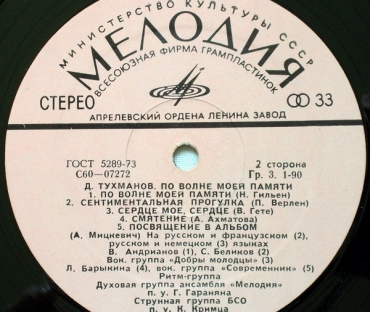 МИНИСТЕРСТВО КУЛЬТУРЫ СССР
МЕЛОДИЯ
ВСЕСОЮЗНАЯ ФИРМА ГРАМПЛАСТИНОК
СТЕРЕО
33
АПРЕЛЕВСКИЙ ОРДЕНА ЛЕНИНА ЗАВОД
ГОСТ 5289-73
2 сторона
С60—07272
Гр. 3. 1-90
Д. ТУХМАНОВ. ПО ВОЛНЕ МОЕЙ ПАМЯТИ
1. ПО ВОЛНЕ МОЕЙ ПАМЯТИ (Н. Гильен)
2. СЕНТИМЕНТАЛЬНАЯ ПРОГУЛКА (П. Верлен)
3. СЕРДЦЕ МОЕ, СЕРДЦЕ (В. Гете)
4. СМЯТЕНИЕ (А. Ахматова)
5. ПОСВЯЩЕНИЕ В АЛЬБОМ
(А. Мицкевич) На русском и французском (2),
русском и немецком (3) языках
В. Андрианов (1), С. Беликов (2)
Вок. группа «Добры молодцы» (3)
Л. Барыкина (4), вок. группа «Современник» (5)
Ритм-группа
Духовая группа ансамбля «Мелодия»
п/у Г. Гараняна
Струнная группа БСО
п/у К. Кримца